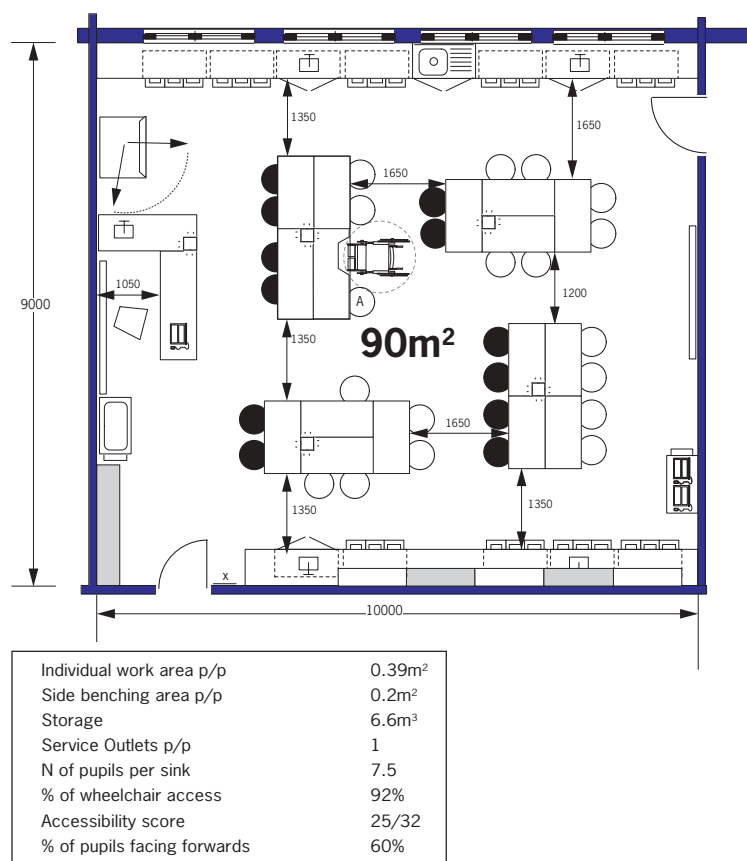 1350
1650
1650
1050
9000
A
1200
1350
90m²
1650
1350
1350
x
10000
Individual work area p/p 0.39m²
Side benching area p/p 0.2m²
Storage 6.6m³
Service Outlets p/p 1
N of pupils per sink 7.5
% of wheelchair access 92%
Accessibility score 25/32
% of pupils facing forwards 60%